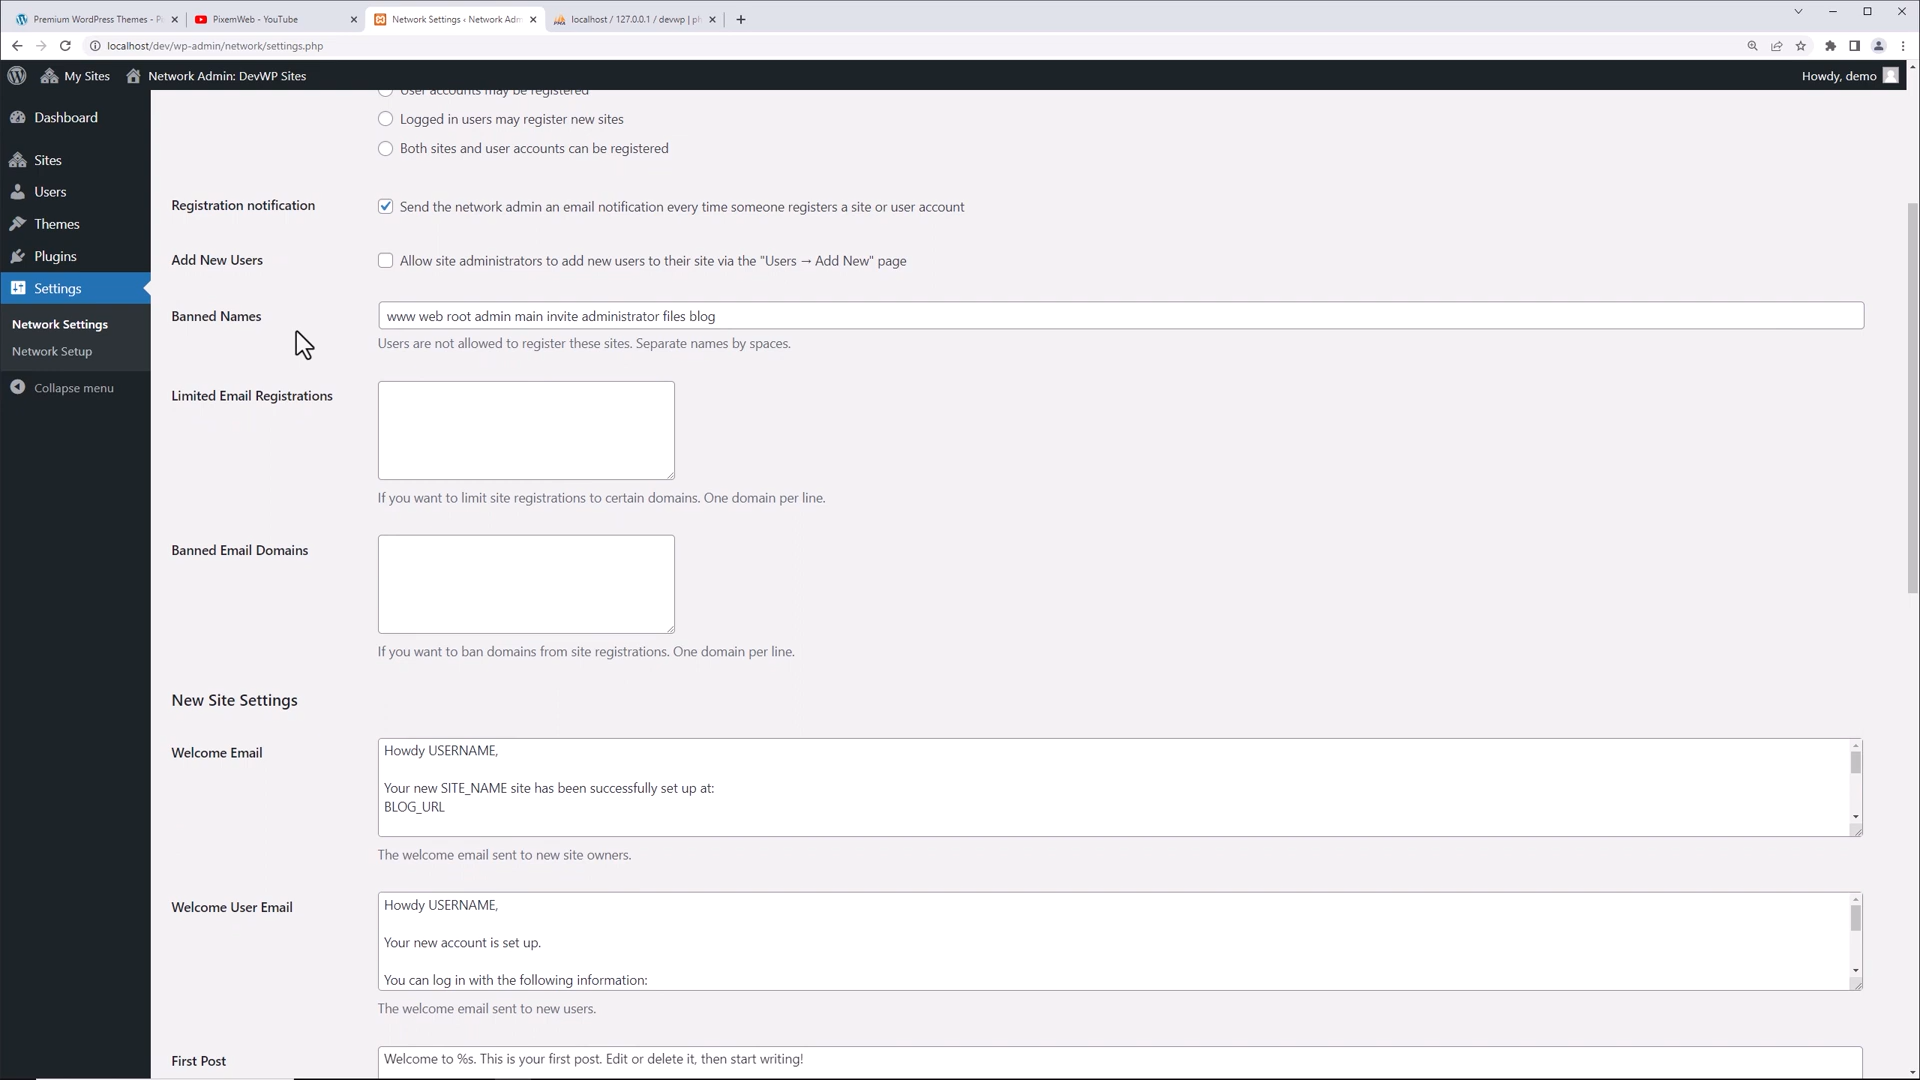 Premium WordPress Themes - P
PixemWeb - YouTube
Network Settings ‹ Network Adm
localhost / 127.0.0.1 / devwp | ph
localhost/dev/wp-admin/network/settings.php
My Sites
Network Admin: DevWP Sites
Howdy, demo
Dashboard
Sites
Users
Themes
Plugins
Settings
Network Settings
Network Setup
Collapse menu
User accounts may be registered
Logged in users may register new sites
Both sites and user accounts can be registered
Registration notification
Send the network admin an email notification every time someone registers a site or user account
Add New Users
Allow site administrators to add new users to their site via the "Users → Add New" page
Banned Names
www web root admin main invite administrator files blog
Users are not allowed to register these sites. Separate names by spaces.
Limited Email Registrations
If you want to limit site registrations to certain domains. One domain per line.
Banned Email Domains
If you want to ban domains from site registrations. One domain per line.
New Site Settings
Welcome Email
Howdy USERNAME,
Your new SITE_NAME site has been successfully set up at:
BLOG_URL
The welcome email sent to new site owners.
Welcome User Email
Howdy USERNAME,
Your new account is set up.
You can log in with the following information:
The welcome email sent to new users.
First Post
Welcome to %s. This is your first post. Edit or delete it, then start writing!